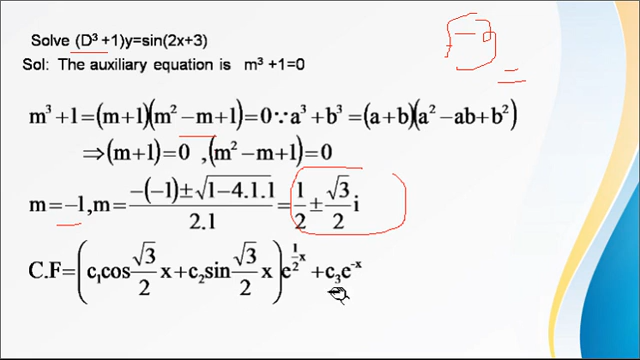 Solve (D³ +1)y=sin(2x+3)
Sol: The auxiliary equation is m³ +1=0
m³ +1=(m+1)(m² −m+1)=0∵a³ +b³ =(a+b)(a² −ab+b²)
⇒(m+1)=0 ,(m² −m+1)=0
m=−1,m= (−(−1)±√(1−4.1.1))/(2.1) = 1/2 ± (√3/2)i
C.F=(c₁cos(√3/2)x+c₂sin(√3/2)x)e^(½x) +c₃e^(-x)